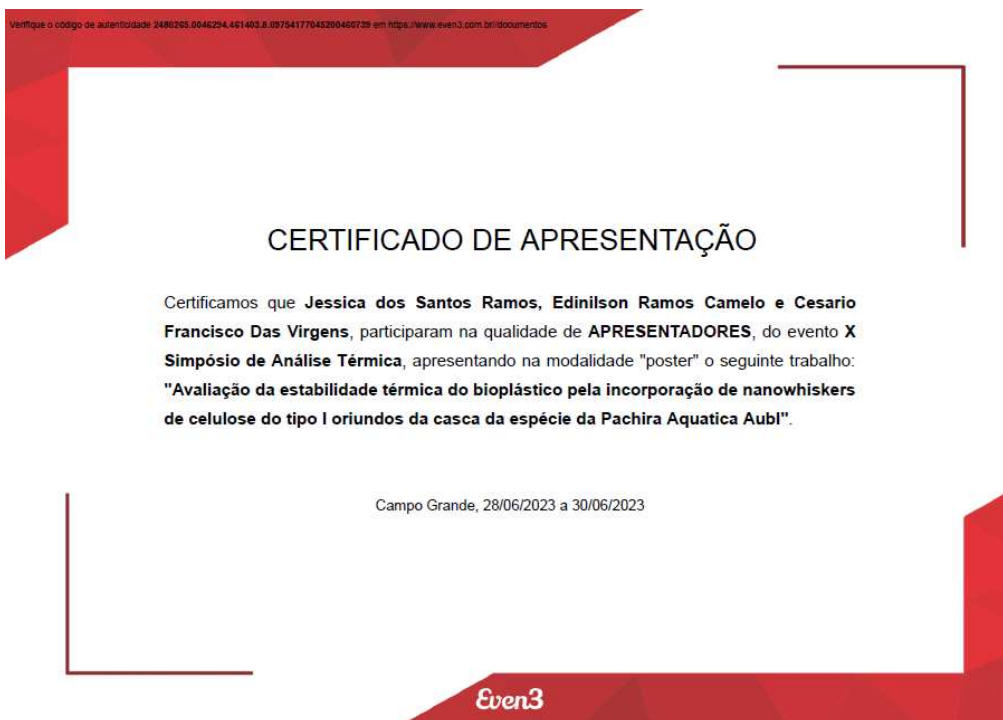 Verifique o código de autenticidade 2480265.0046294.461403.8.09754177045200460739 em https://www.even3.com.br//documentos
CERTIFICADO DE APRESENTAÇÃO
Certificamos que Jessica dos Santos Ramos, Edinilson Ramos Camelo e Cesario
Francisco Das Virgens, participaram na qualidade de APRESENTADORES, do evento X
Simpósio de Análise Térmica, apresentando na modalidade "poster" o seguinte trabalho:
"Avaliação da estabilidade térmica do bioplástico pela incorporação de nanowhiskers
de celulose do tipo I oriundos da casca da espécie da Pachira Aquatica Aubl".
Campo Grande, 28/06/2023 a 30/06/2023
Even3